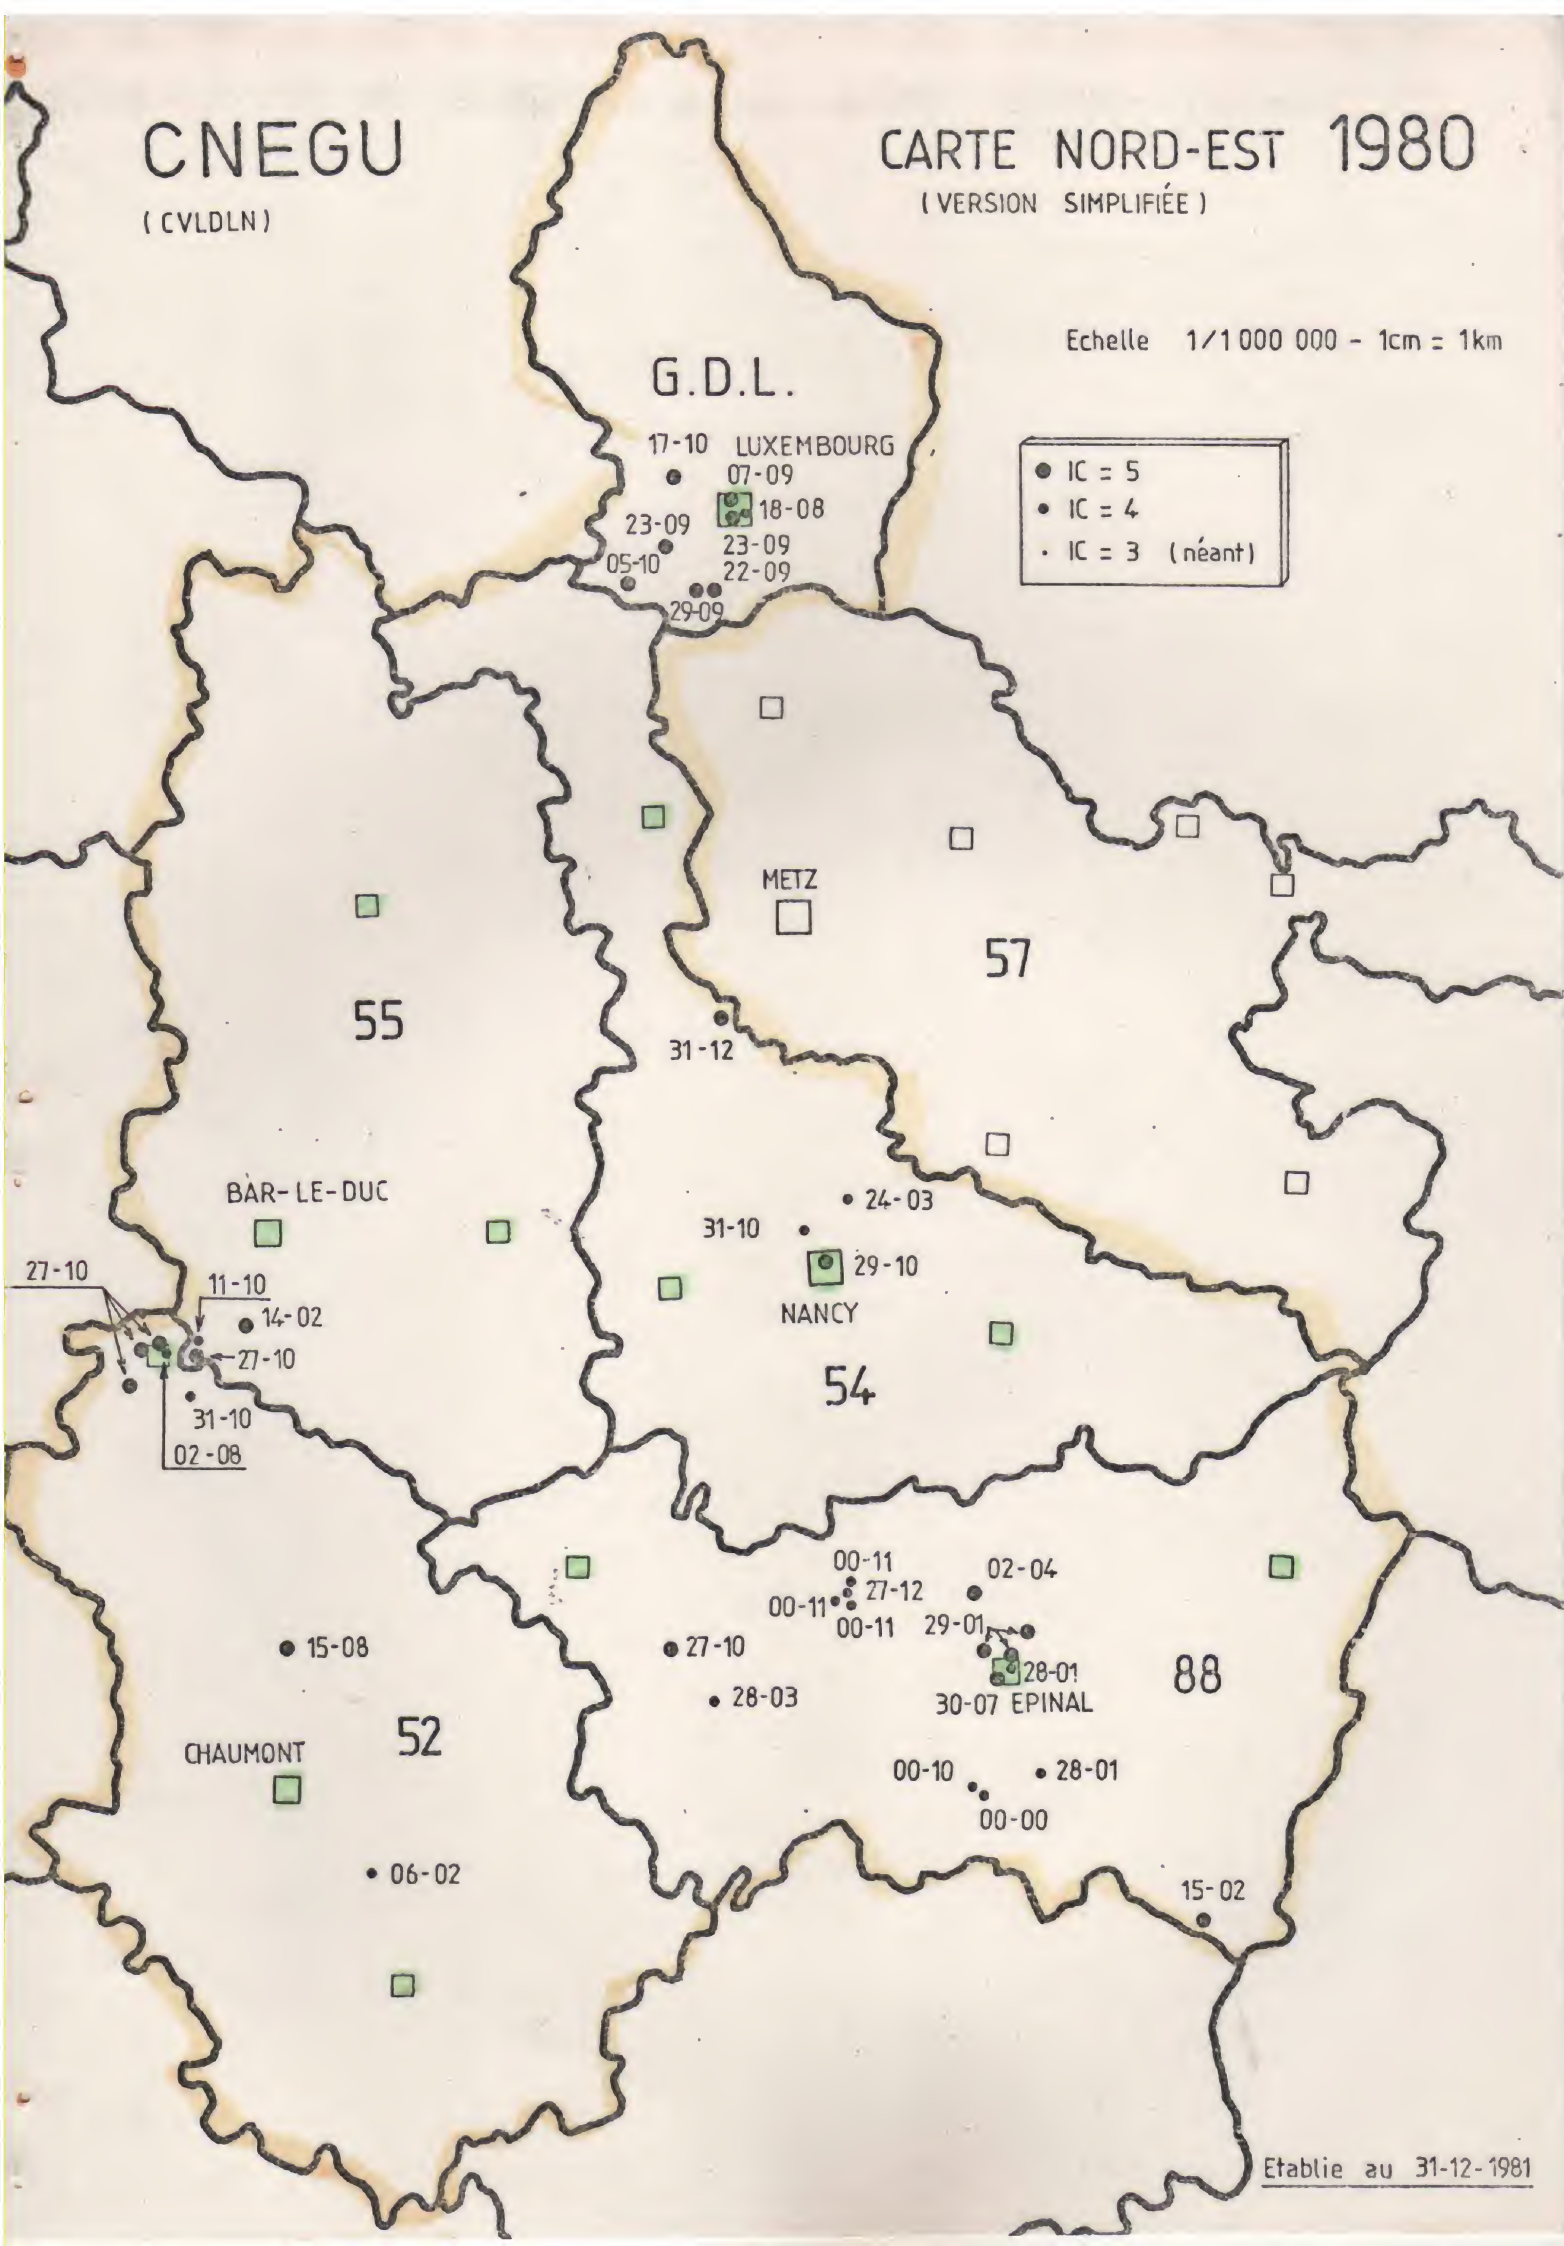 CNEGU
(CVLDLN)
CARTE NORD-EST 1980
(VERSION SIMPLIFIÉE)
Echelle 1/1 000 000 - 1cm = 1km
G.D.L.
IC = 5
IC = 4
IC = 3 (néant)
17-10
LUXEMBOURG
07-09
18-08
23-09
23-09
05-10
22-09
29-09
METZ
57
55
31-12
BAR-LE-DUC
24-03
31-10
29-10
NANCY
54
27-10
11-10
14-02
27-10
31-10
02-08
00-11
27-12
00-11
00-11
02-04
29-01
28-01
30-07 EPINAL
88
27-10
28-03
15-08
52
CHAUMONT
00-10
28-01
00-00
06-02
15-02
Etablie au 31-12-1981